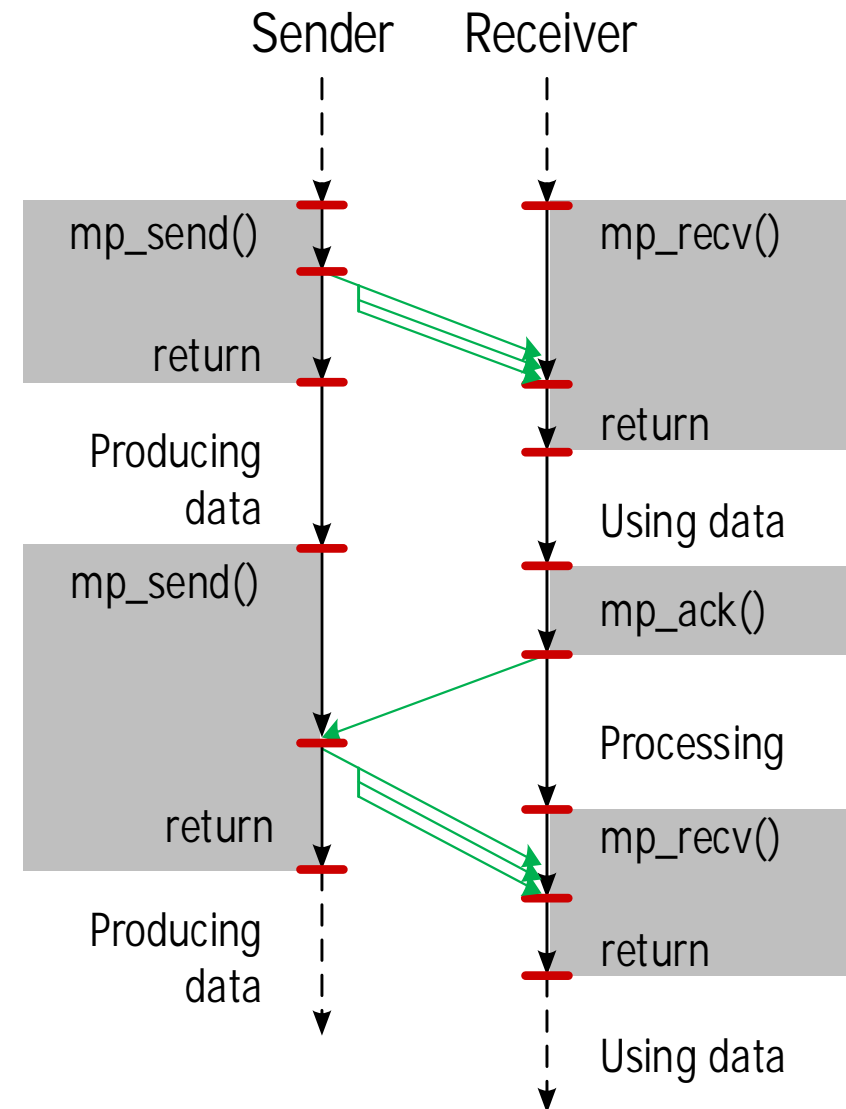 Sender Receiver
mp_send()
mp_recv()
return
return
Producing
data
Using data
mp_send()
mp_ack()
Processing
return
mp_recv()
Producing
data
return
Using data